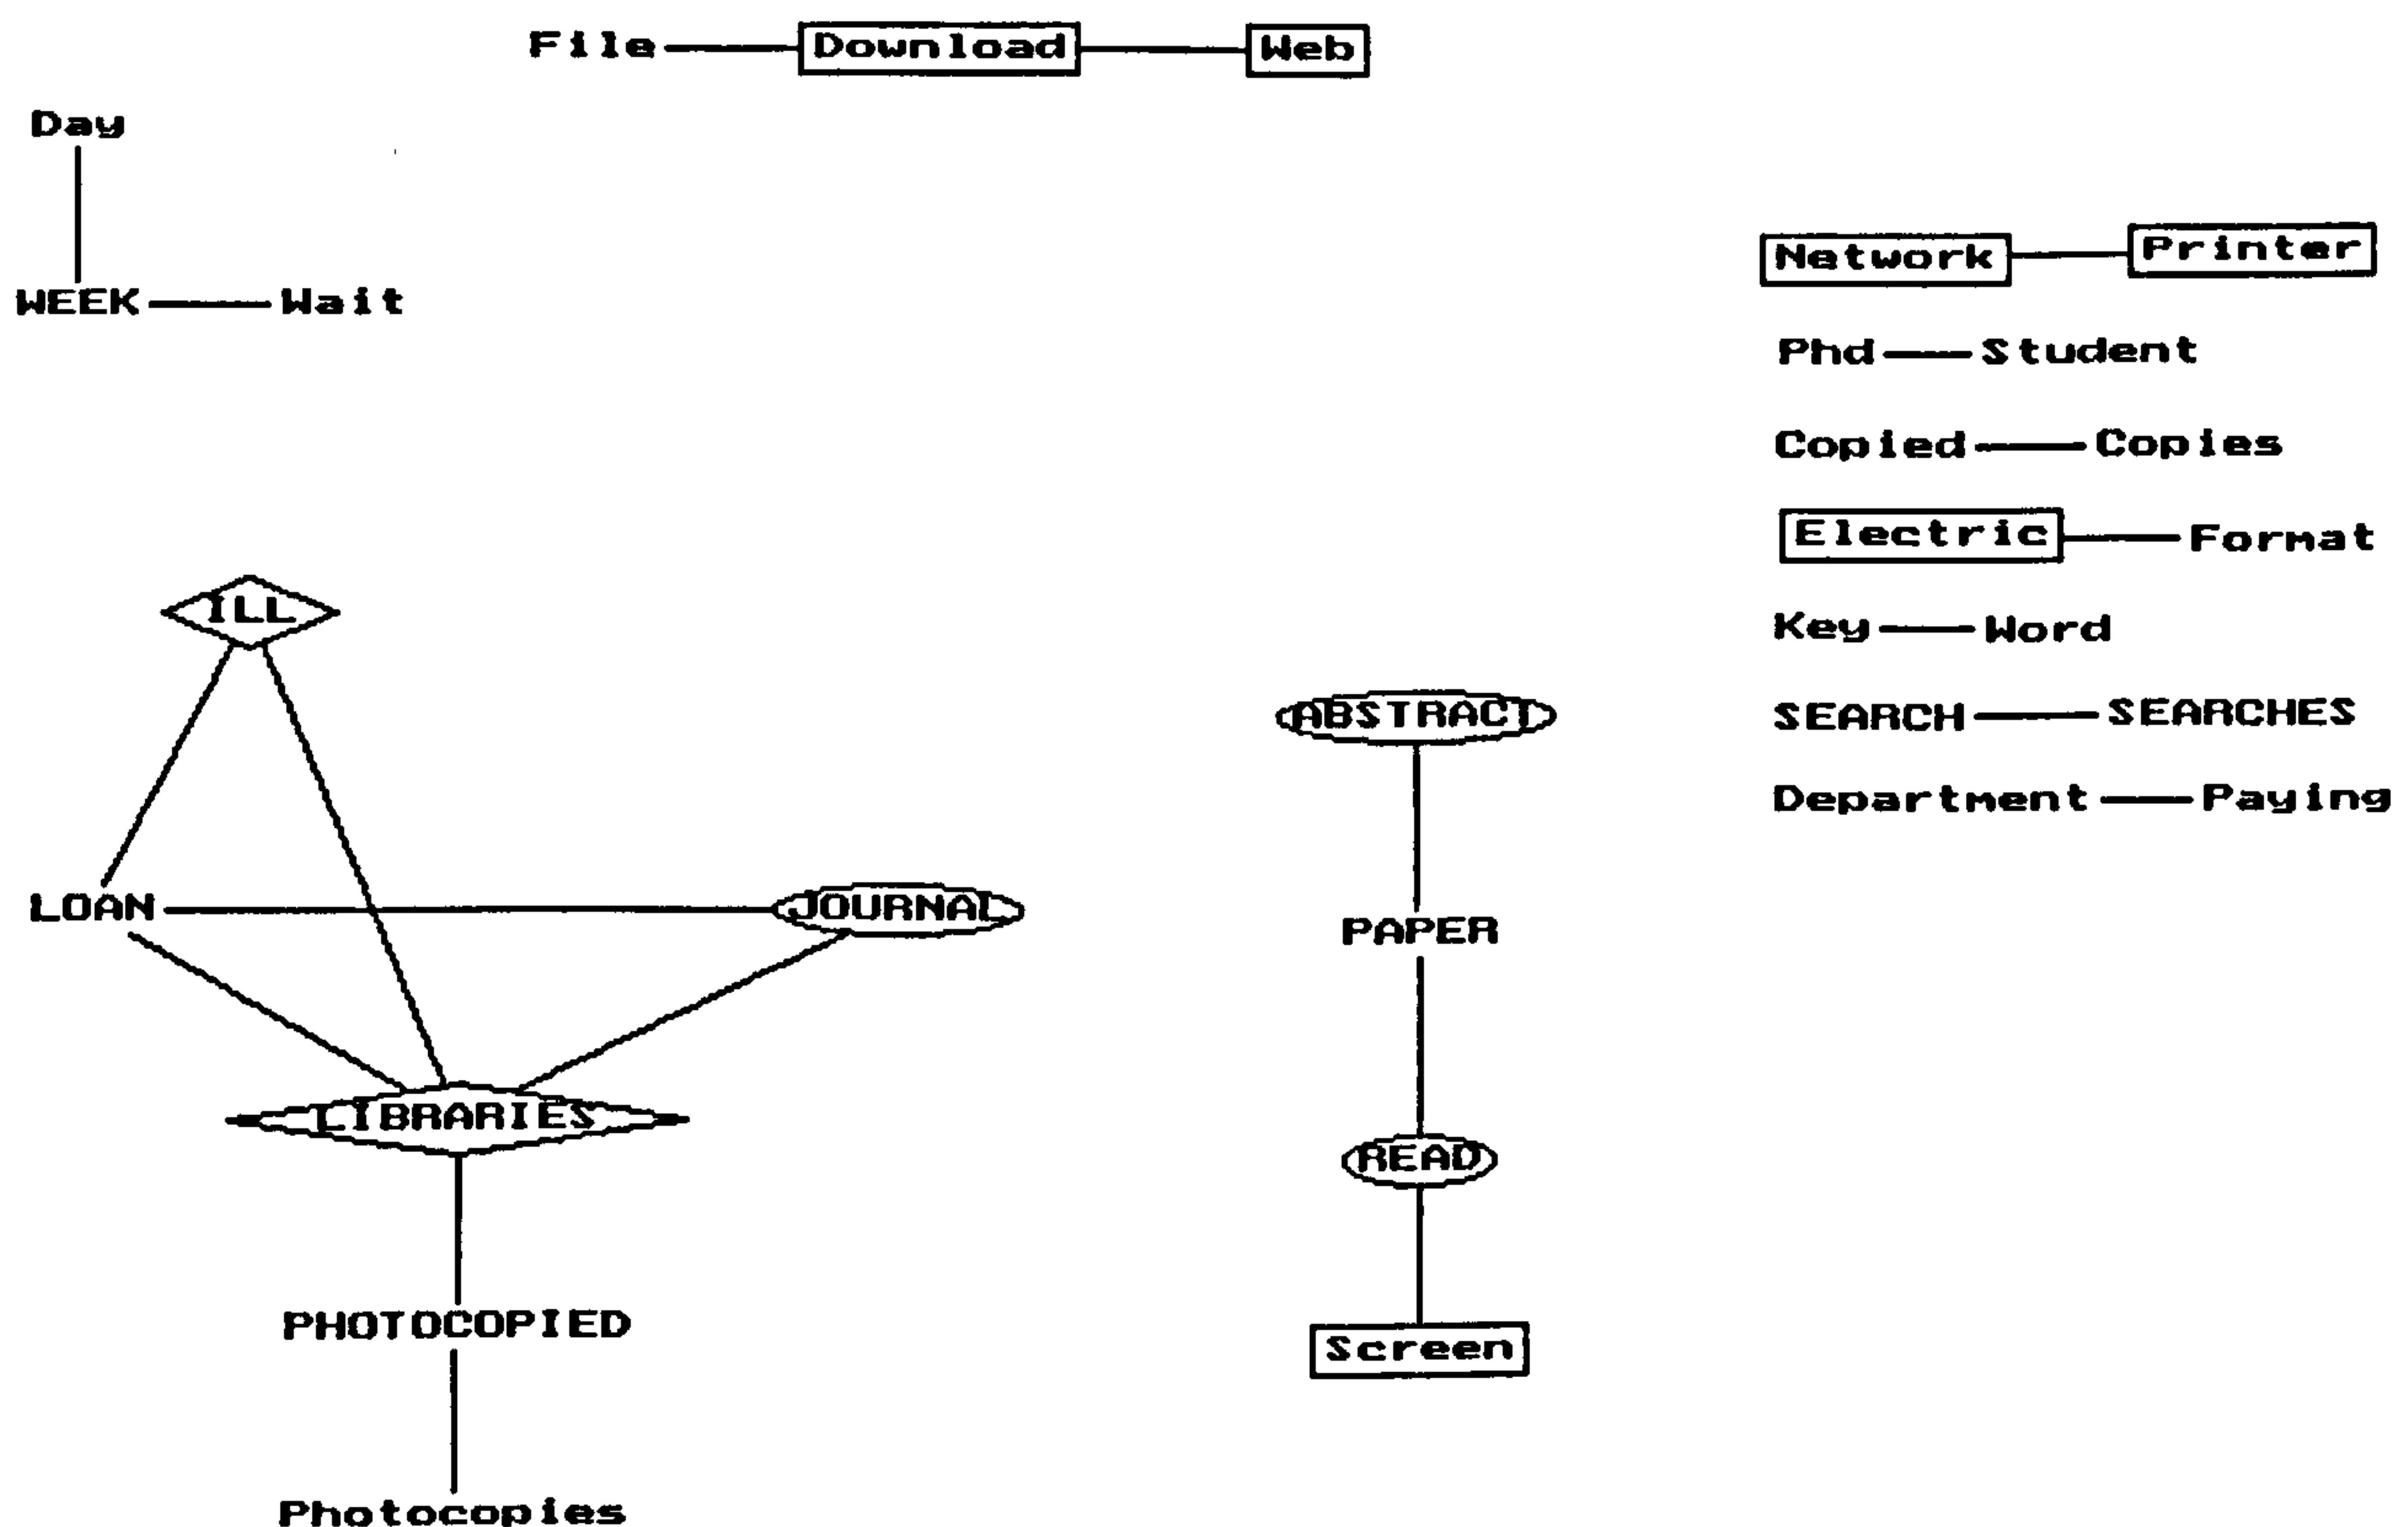 File Download Web
Day
Network Printer
WEEK Wait
Phd Student
Copied Copies
Electric Format
ILL
Key Word
ABSTRACT
SEARCH SEARCHES
Department Paying
LOAN JOURNAL
PAPER
LIBRARIES
READ
PHOTOCOPIED
Screen
Photocopies